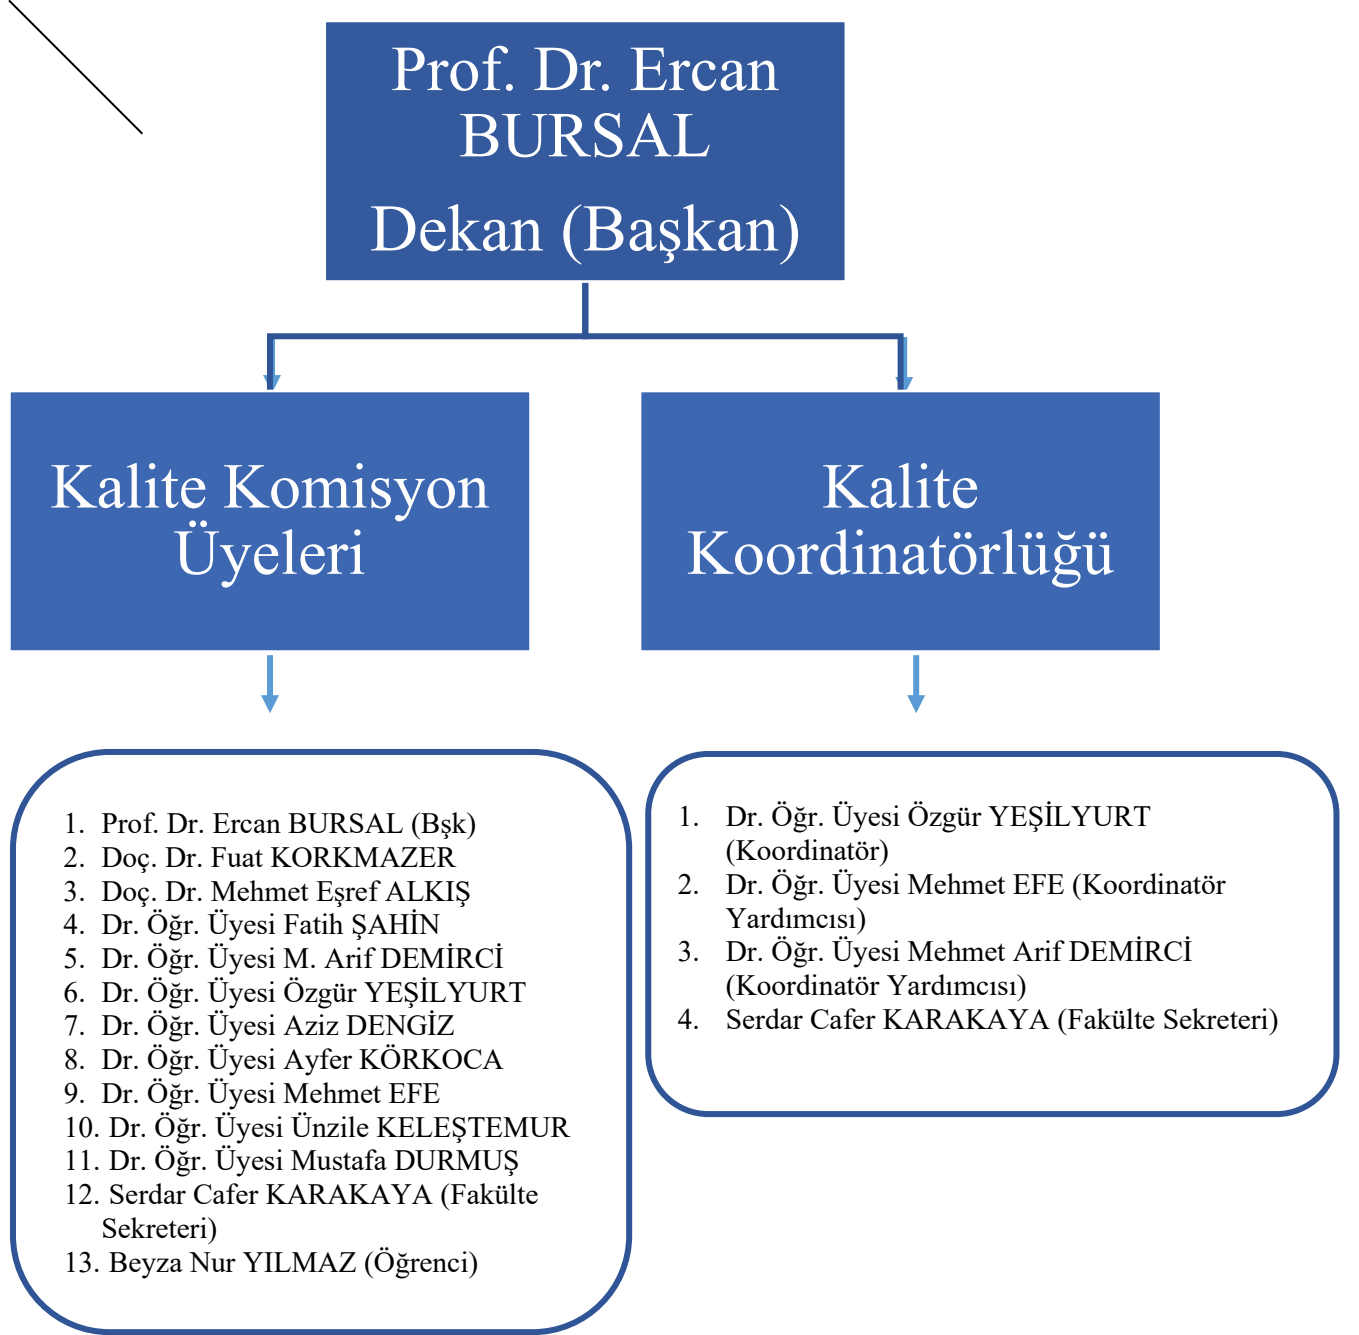 Prof. Dr. Ercan
BURSAL
Dekan (Başkan)
Kalite Komisyon
Üyeleri
Kalite
Koordinatörlüğü
1. Prof. Dr. Ercan BURSAL (Bşk)
2. Doç. Dr. Fuat KORKMAZER
3. Doç. Dr. Mehmet Eşref ALKIŞ
4. Dr. Öğr. Üyesi Fatih ŞAHİN
5. Dr. Öğr. Üyesi M. Arif DEMİRCİ
6. Dr. Öğr. Üyesi Özgür YEŞİLYURT
7. Dr. Öğr. Üyesi Aziz DENGİZ
8. Dr. Öğr. Üyesi Ayfer KÖRKOCA
9. Dr. Öğr. Üyesi Mehmet EFE
10. Dr. Öğr. Üyesi Ünzile KELEŞTEMUR
11. Dr. Öğr. Üyesi Mustafa DURMUŞ
12. Serdar Cafer KARAKAYA (Fakülte
Sekreteri)
13. Beyza Nur YILMAZ (Öğrenci)
1. Dr. Öğr. Üyesi Özgür YEŞİLYURT
(Koordinatör)
2. Dr. Öğr. Üyesi Mehmet EFE (Koordinatör
Yardımcısı)
3. Dr. Öğr. Üyesi Mehmet Arif DEMİRCİ
(Koordinatör Yardımcısı)
4. Serdar Cafer KARAKAYA (Fakülte Sekreteri)